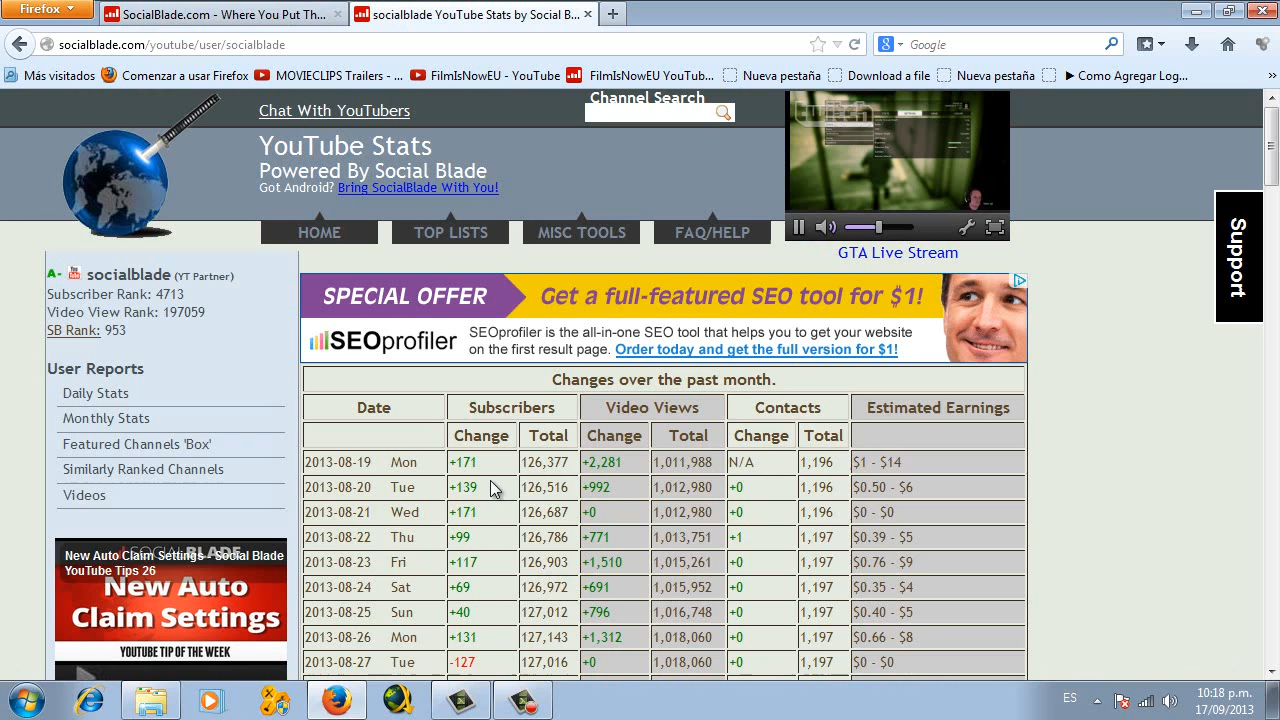 Firefox
SocialBlade.com - Where You Put Th...
socialblade YouTube Stats by Social B...
socialblade.com/youtube/user/socialblade
Google
Más visitados
Comenzar a usar Firefox
MOVIECLIPS Trailers - ...
FilmIsNowEU - YouTube
FilmIsNowEU YouTub...
Nueva pestaña
Download a file
Nueva pestaña
Como Agregar Log...
Chat With YouTubers
Channel Search
YouTube Stats
Powered By Social Blade
Got Android? Bring SocialBlade With You!
HOME
TOP LISTS
MISC TOOLS
FAQ/HELP
GTA Live Stream
Support
A- socialblade (YT Partner)
Subscriber Rank: 4713
Video View Rank: 197059
SB Rank: 953
User Reports
Daily Stats
Monthly Stats
Featured Channels 'Box'
Similarly Ranked Channels
Videos
New Auto Claim Settings - Social Blade
YouTube Tips 26
New Auto
Claim Settings
YOUTUBE TIP OF THE WEEK
SPECIAL OFFER
Get a full-featured SEO tool for $1!
SEOprofiler
SEOprofiler is the all-in-one SEO tool that helps you to get your website
on the first result page. Order today and get the full version for $1!
Changes over the past month.
Date Subscribers Video Views Contacts Estimated Earnings
Change Total Change Total Change Total
2013-08-19 Mon +171 126,377 +2,281 1,011,988 N/A 1,196 $1 - $14
2013-08-20 Tue +139 126,516 +992 1,012,980 +0 1,196 $0.50 - $6
2013-08-21 Wed +171 126,687 +0 1,012,980 +0 1,196 $0 - $0
2013-08-22 Thu +99 126,786 +771 1,013,751 +1 1,197 $0.39 - $5
2013-08-23 Fri +117 126,903 +1,510 1,015,261 +0 1,197 $0.76 - $9
2013-08-24 Sat +69 126,972 +691 1,015,952 +0 1,197 $0.35 - $4
2013-08-25 Sun +40 127,012 +796 1,016,748 +0 1,197 $0.40 - $5
2013-08-26 Mon +131 127,143 +1,312 1,018,060 +0 1,197 $0.66 - $8
2013-08-27 Tue -127 127,016 +0 1,018,060 +0 1,197 $0 - $0
ES
10:18 p.m.
17/09/2013